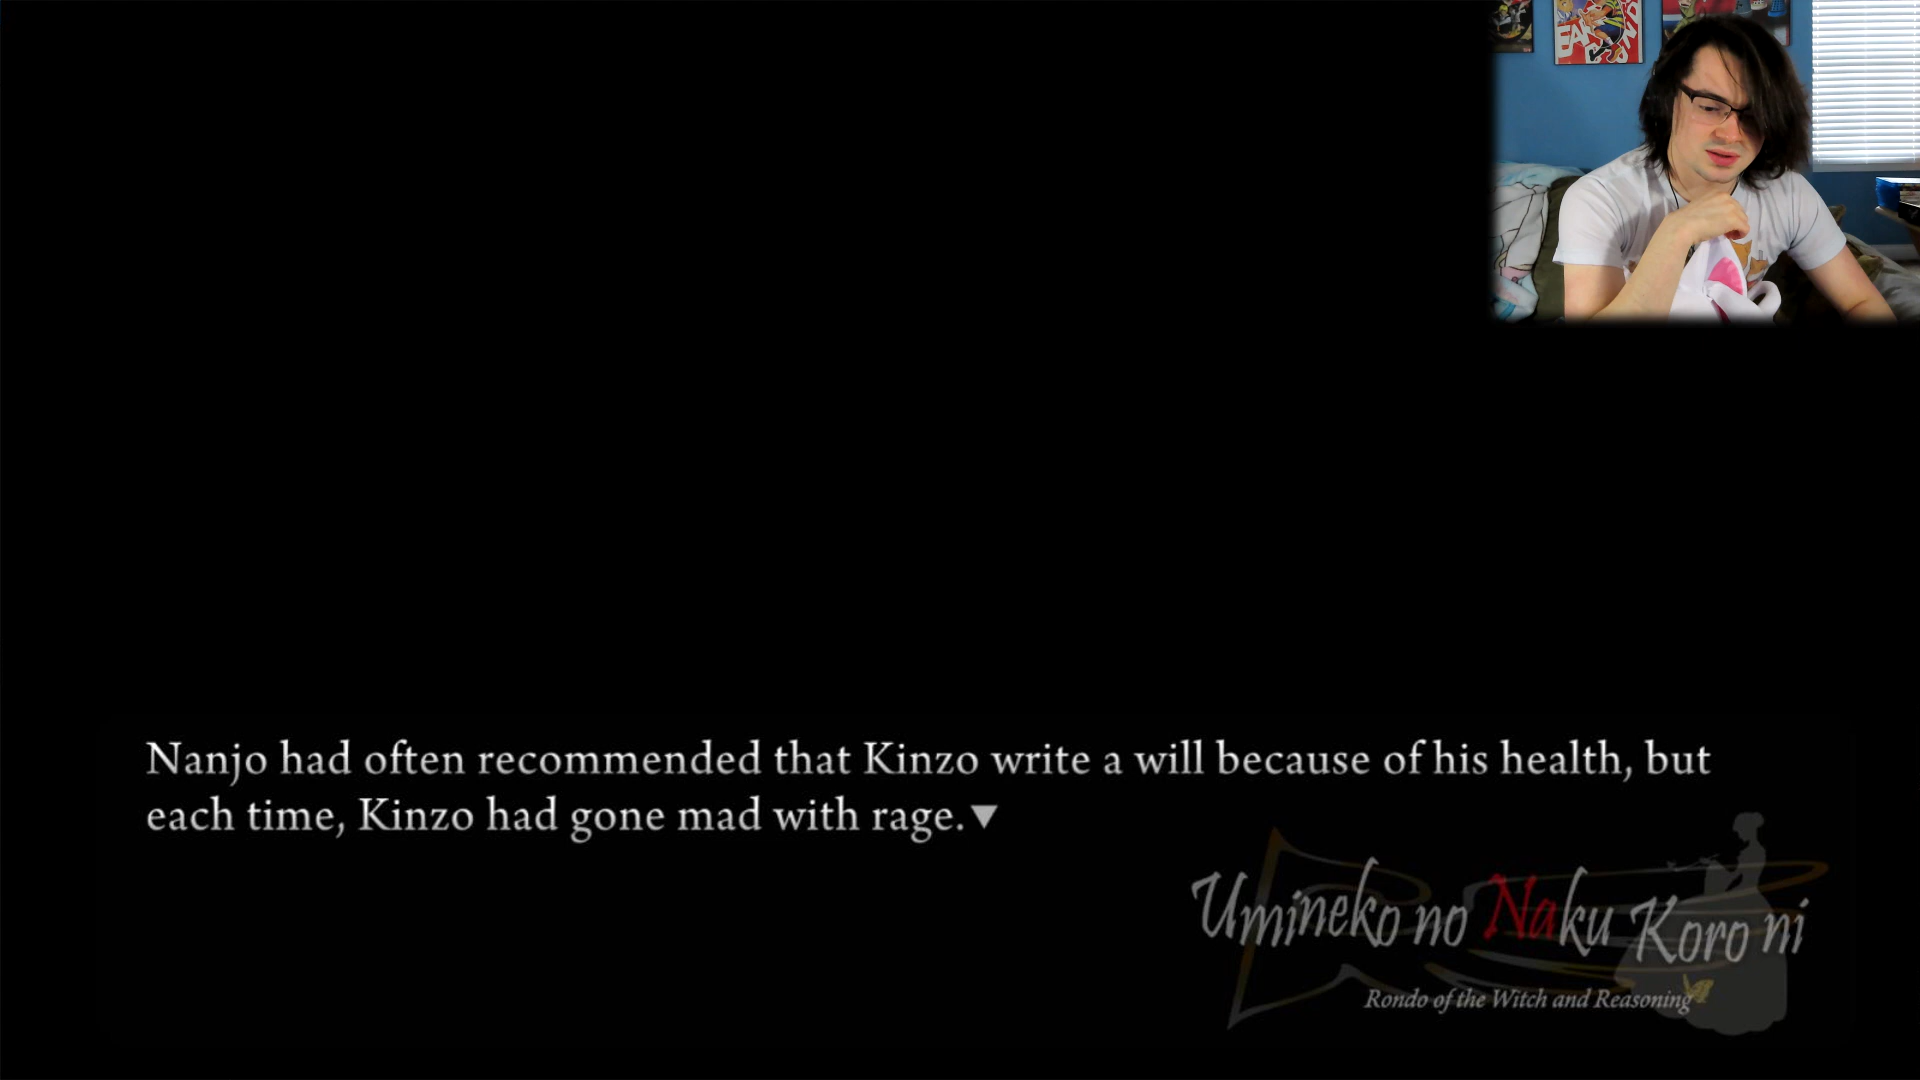 Nanjo had often recommended that Kinzo write a will because of his health, but
each time, Kinzo had gone mad with rage.▼
Umineko no Naku Koro ni
Rondo of the Witch and Reasoning